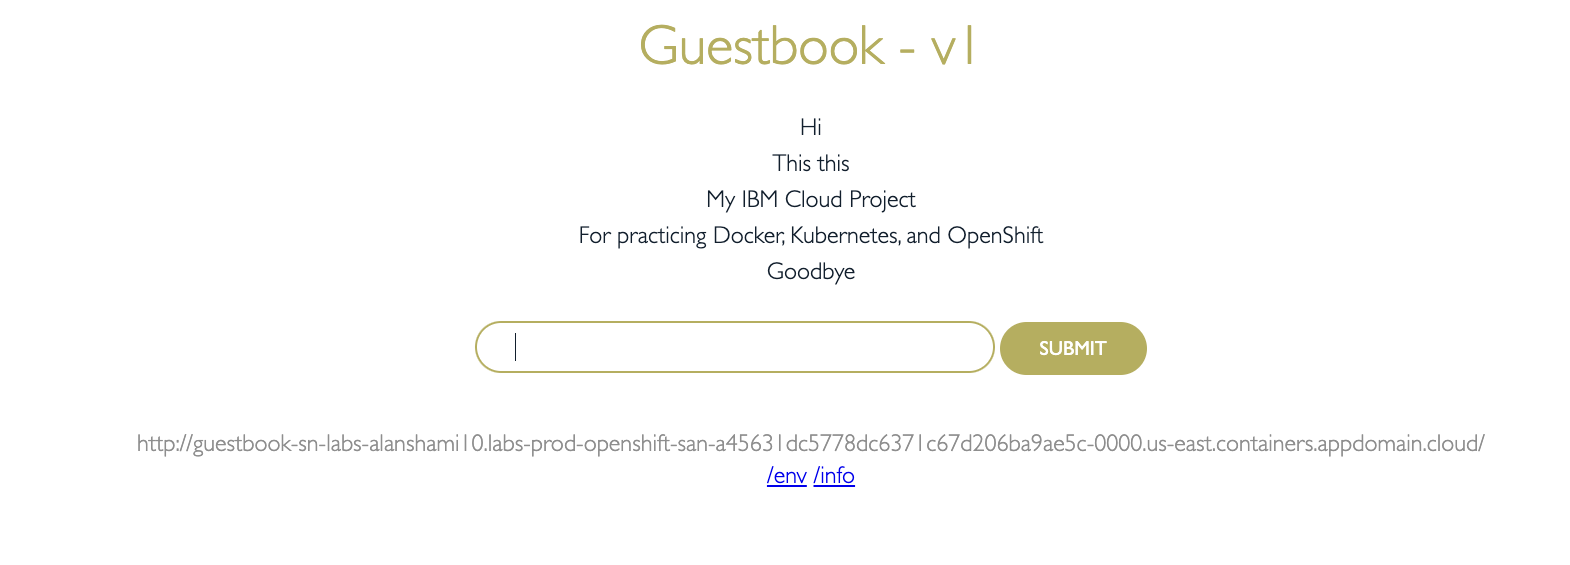 Guestbook - v1
Hi
This this
My IBM Cloud Project
For practicing Docker, Kubernetes, and OpenShift
Goodbye
SUBMIT
http://guestbook-sn-labs-alanshami10.labs-prod-openshift-san-a45631dc5778dc6371c67d206ba9ae5c-0000.us-east.containers.appdomain.cloud/
/env /info